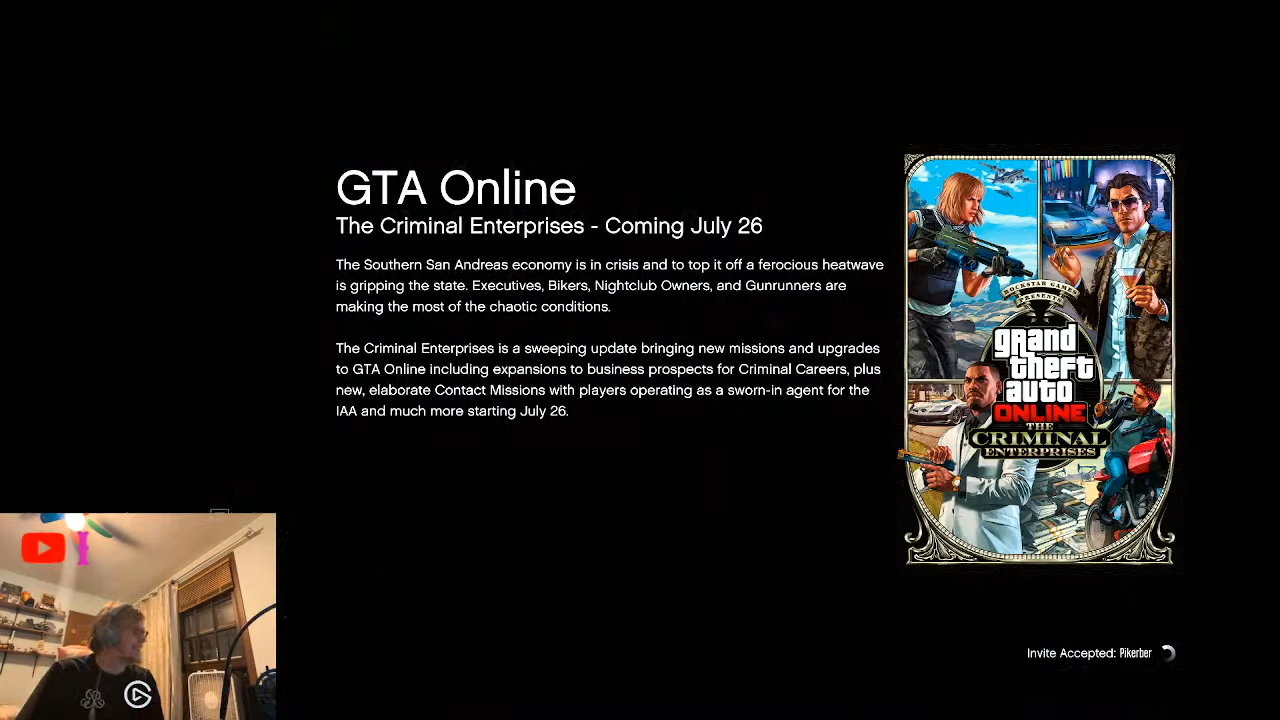 GTA Online
The Criminal Enterprises - Coming July 26
The Southern San Andreas economy is in crisis and to top it off a ferocious heatwave
is gripping the state. Executives, Bikers, Nightclub Owners, and Gunrunners are
making the most of the chaotic conditions.
The Criminal Enterprises is a sweeping update bringing new missions and upgrades
to GTA Online including expansions to business prospects for Criminal Careers, plus
new, elaborate Contact Missions with players operating as a sworn-in agent for the
IAA and much more starting July 26.
ROCKSTAR GAMES
PRESENTS
grand
theft
auto
ONLINE
THE
CRIMINAL
ENTERPRISES
Invite Accepted: Pikerber